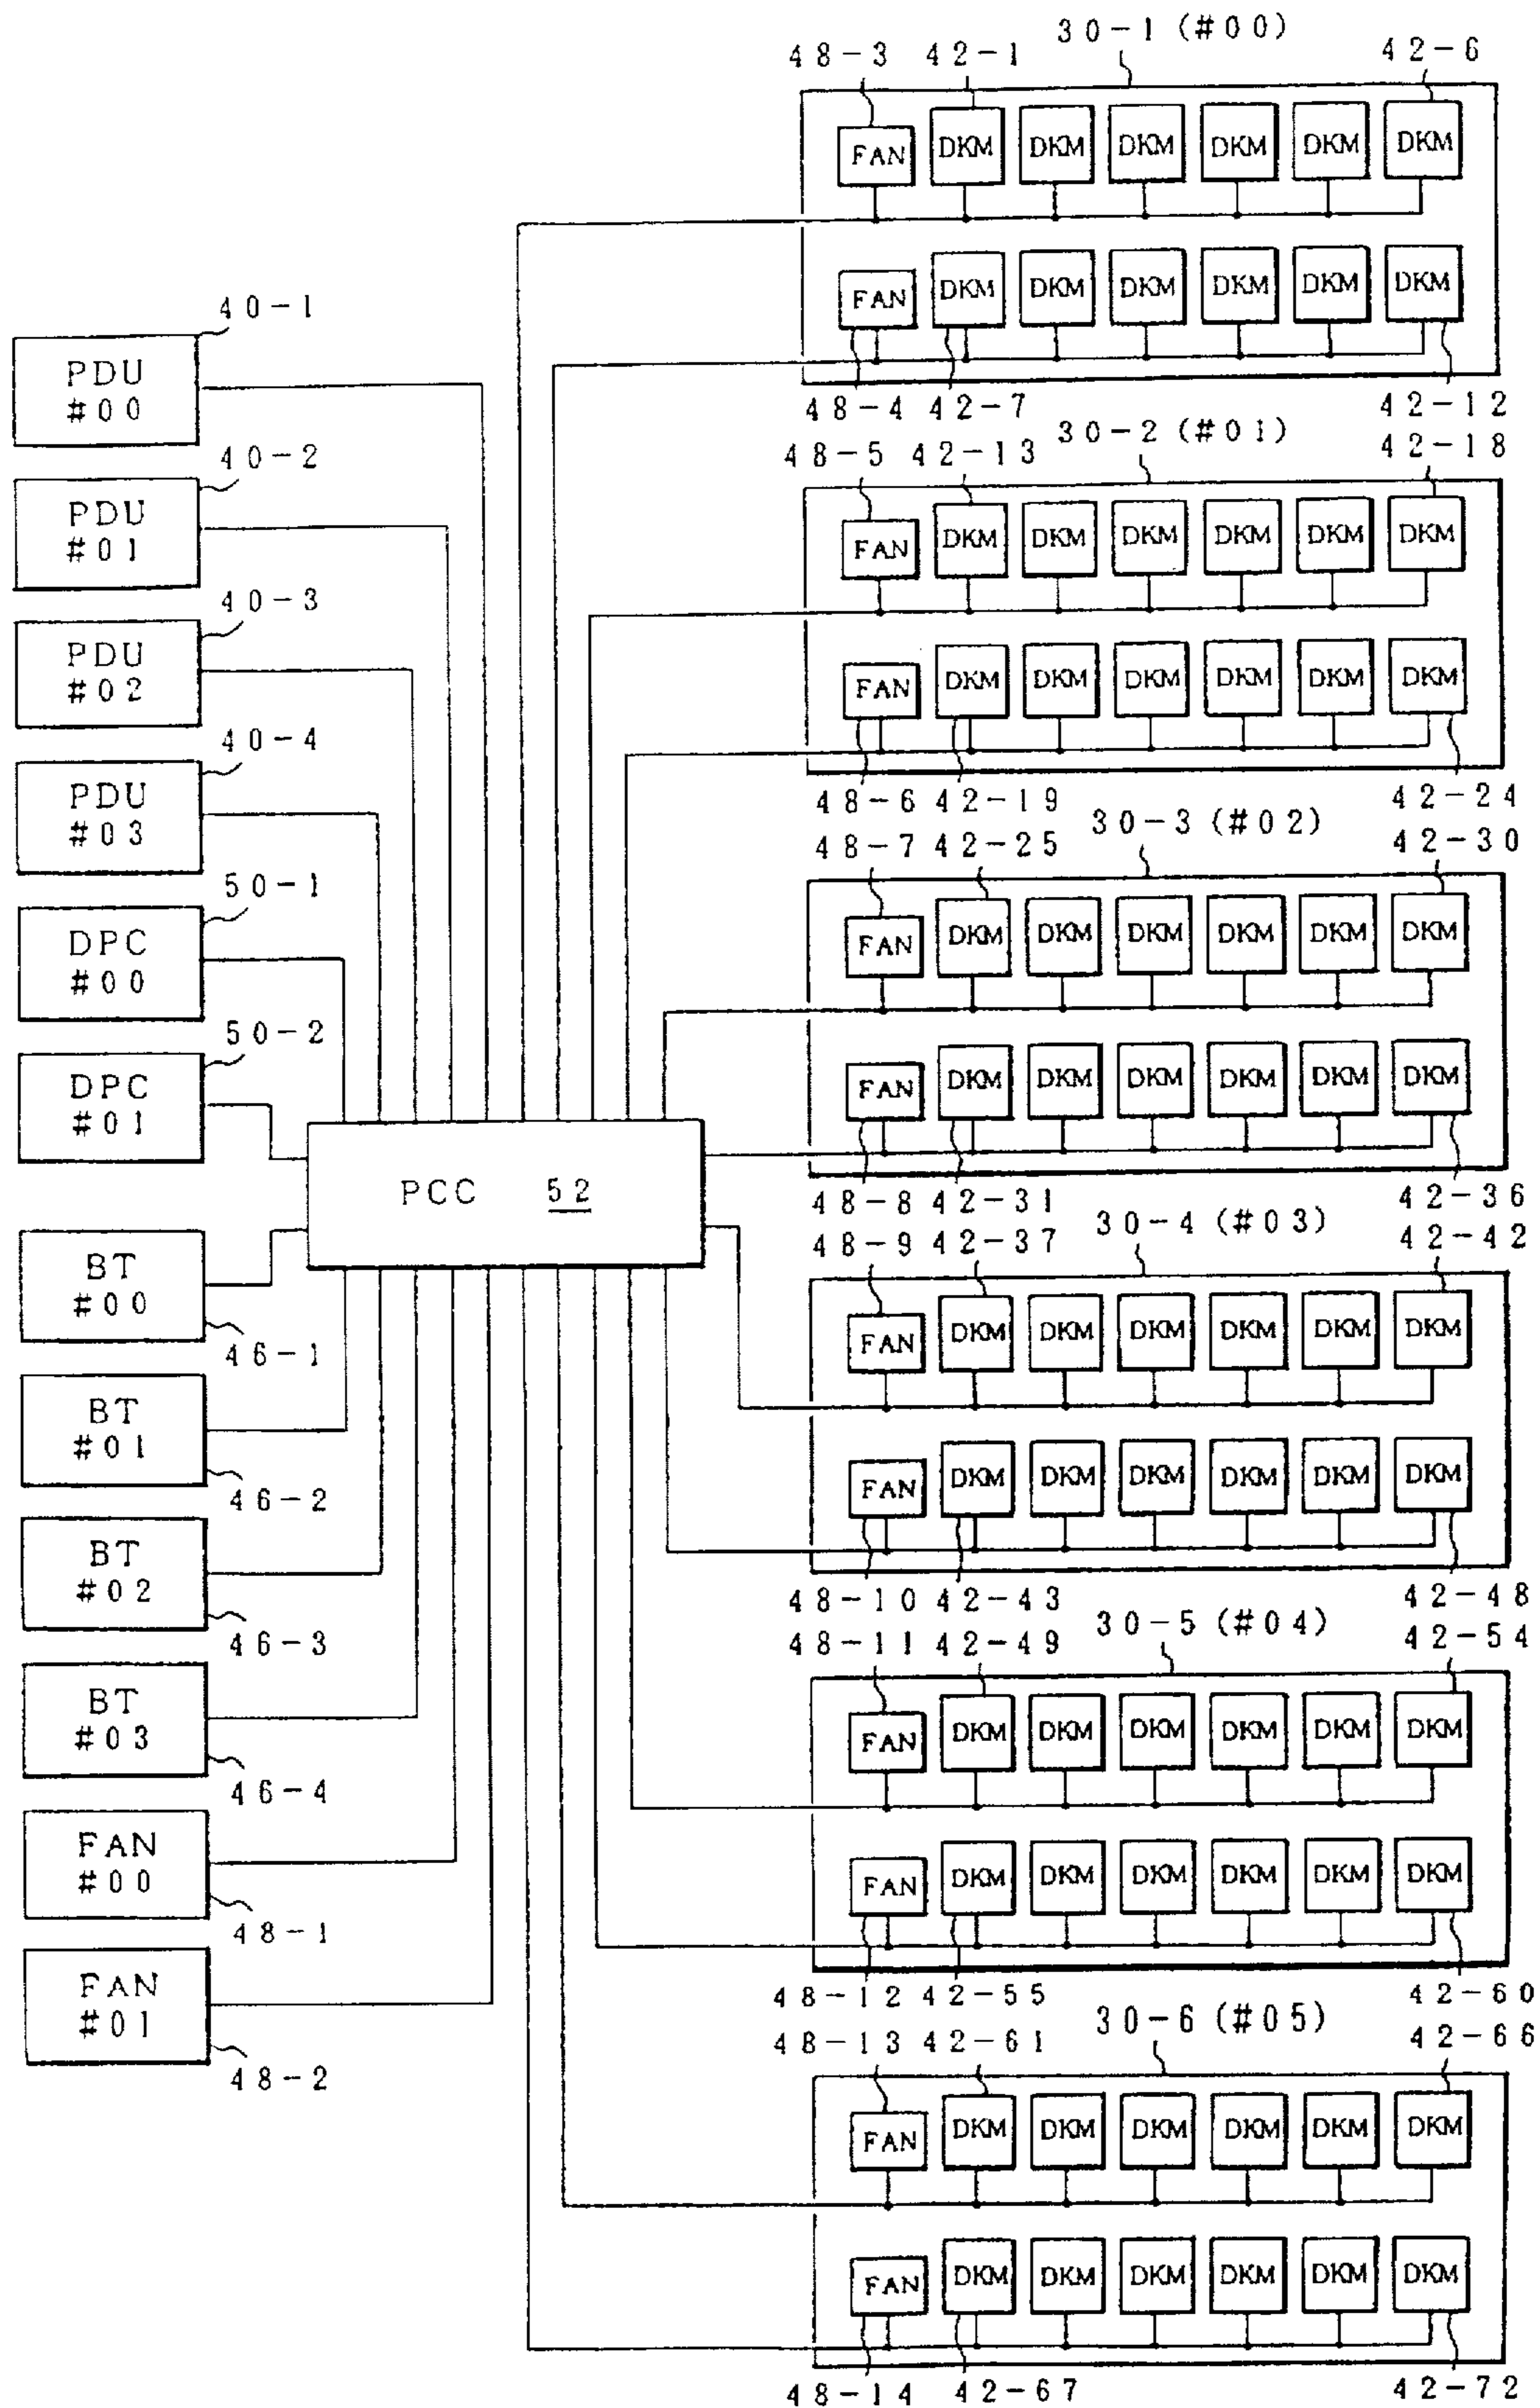 30-1 (#00)
48-3 42-1 42-6
FAN DKM DKM DKM DKM DKM DKM
FAN DKM DKM DKM DKM DKM DKM
48-4 42-7 42-12
30-2 (#01)
48-5 42-13 42-18
FAN DKM DKM DKM DKM DKM DKM
FAN DKM DKM DKM DKM DKM DKM
48-6 42-19 42-24
30-3 (#02)
48-7 42-25 42-30
FAN DKM DKM DKM DKM DKM DKM
FAN DKM DKM DKM DKM DKM DKM
48-8 42-31 42-36
30-4 (#03)
48-9 42-37 42-42
FAN DKM DKM DKM DKM DKM DKM
FAN DKM DKM DKM DKM DKM DKM
48-10 42-43 42-48
30-5 (#04)
48-11 42-49 42-54
FAN DKM DKM DKM DKM DKM DKM
FAN DKM DKM DKM DKM DKM DKM
48-12 42-55 42-60
30-6 (#05)
48-13 42-61 42-66
FAN DKM DKM DKM DKM DKM DKM
FAN DKM DKM DKM DKM DKM DKM
48-14 42-67 42-72
40-1
PDU
#00
40-2
PDU
#01
40-3
PDU
#02
40-4
PDU
#03
50-1
DPC
#00
50-2
DPC
#01
PCC 52
BT
#00
46-1
BT
#01
46-2
BT
#02
46-3
BT
#03
46-4
FAN
#00
48-1
FAN
#01
48-2